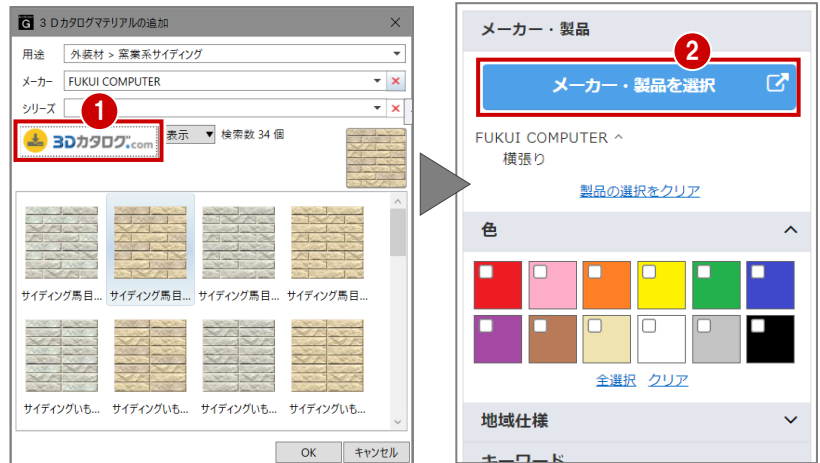 G 3 Dカタログマテリアルの追加
用途 外装材 > 窯業系サイディング
メーカー FUKUI COMPUTER
シリーズ
1
3Dカタログ.com 表示 検索数 34 個
サイディング馬目... サイディング馬目... サイディング馬目... サイディング馬目...
サイディングいも... サイディングいも... サイディングいも... サイディングいも...
OK キャンセル
メーカー・製品
2
メーカー・製品を選択
FUKUI COMPUTER
横張り
製品の選択をクリア
色
全選択 クリア
地域仕様
キーワード